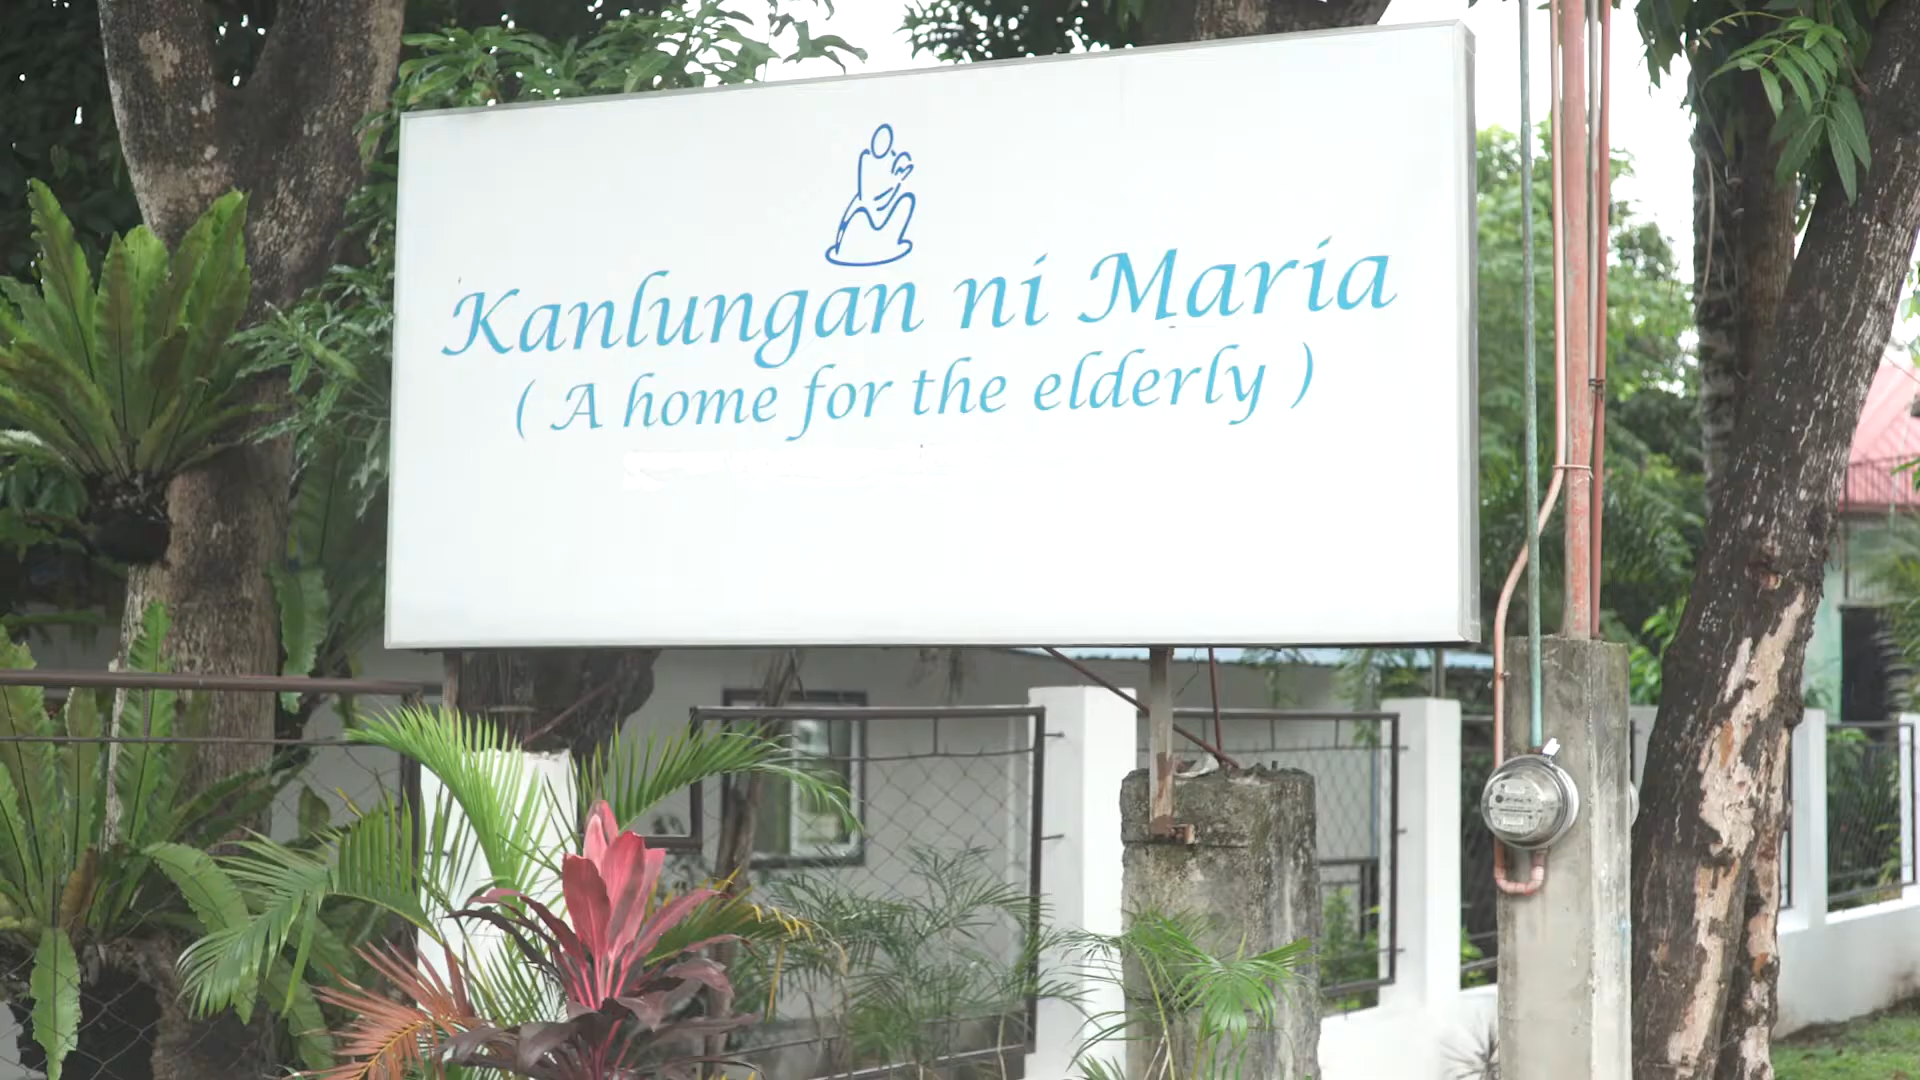 Kanlungan ni Maria
( A home for the elderly )